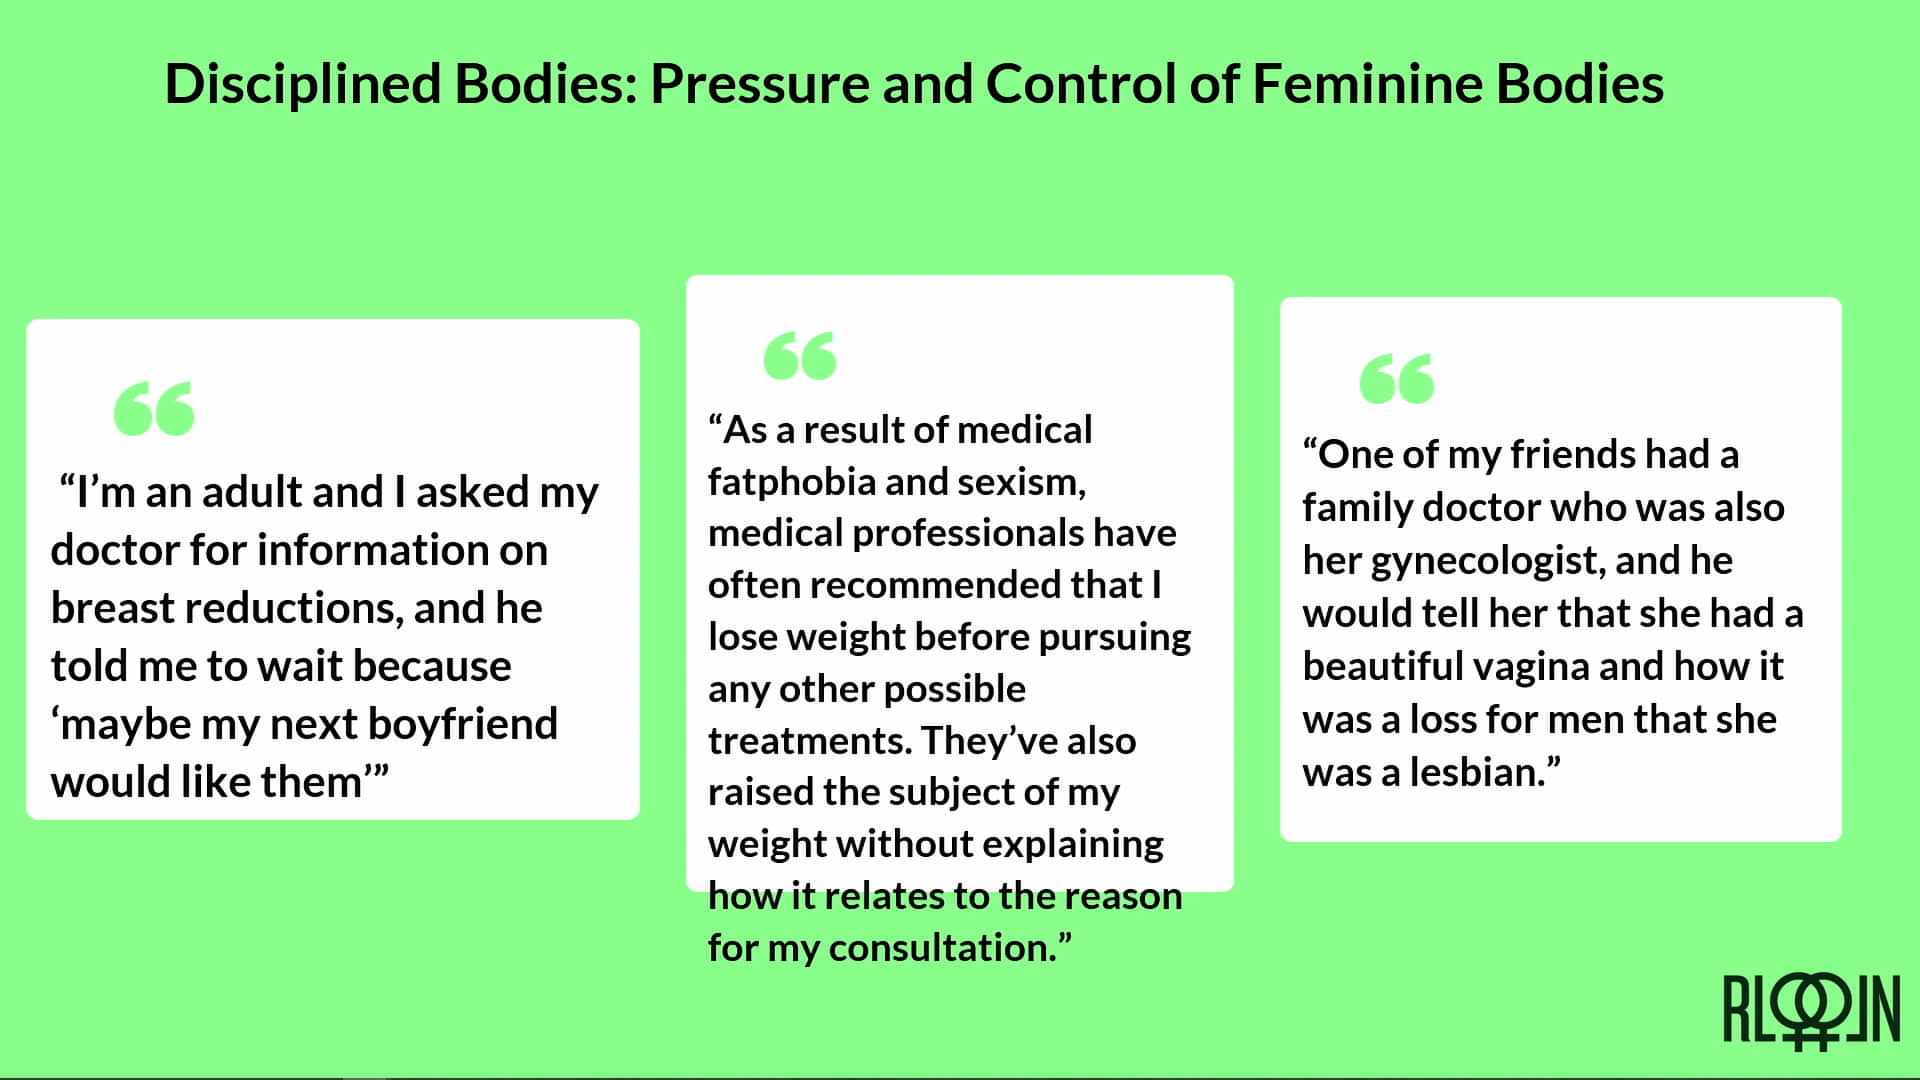 Disciplined Bodies: Pressure and Control of Feminine Bodies
“I’m an adult and I asked my
doctor for information on
breast reductions, and he
told me to wait because
‘maybe my next boyfriend
would like them’”
“As a result of medical
fatphobia and sexism,
medical professionals have
often recommended that I
lose weight before pursuing
any other possible
treatments. They’ve also
raised the subject of my
weight without explaining
how it relates to the reason
for my consultation.”
“One of my friends had a
family doctor who was also
her gynecologist, and he
would tell her that she had a
beautiful vagina and how it
was a loss for men that she
was a lesbian.”